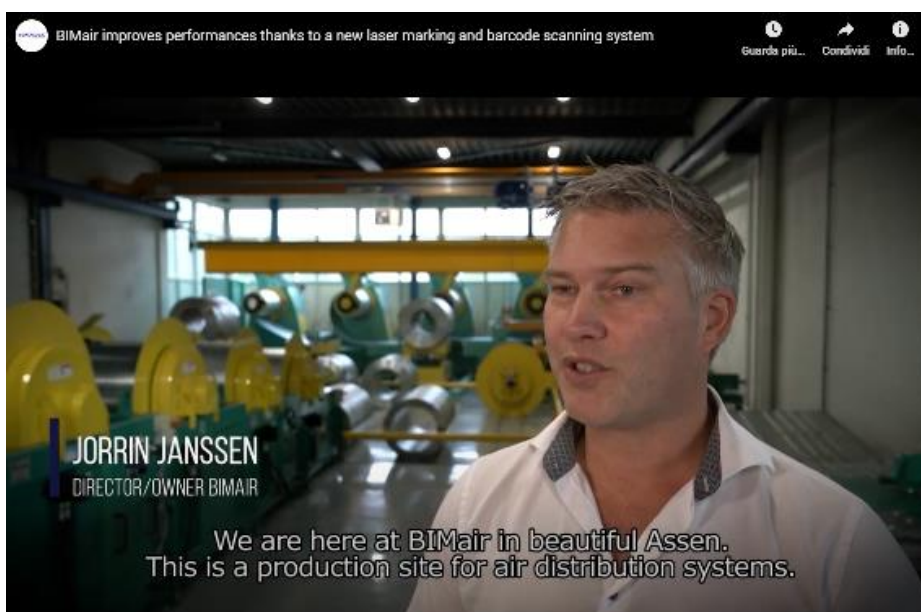 BIMair improves performances thanks to a new laser marking and barcode scanning system
Guarda più...
Condividi
Info...
JORRIN JANSSEN
DIRECTOR/OWNER BIMAIR
We are here at BIMair in beautiful Assen.
This is a production site for air distribution systems.